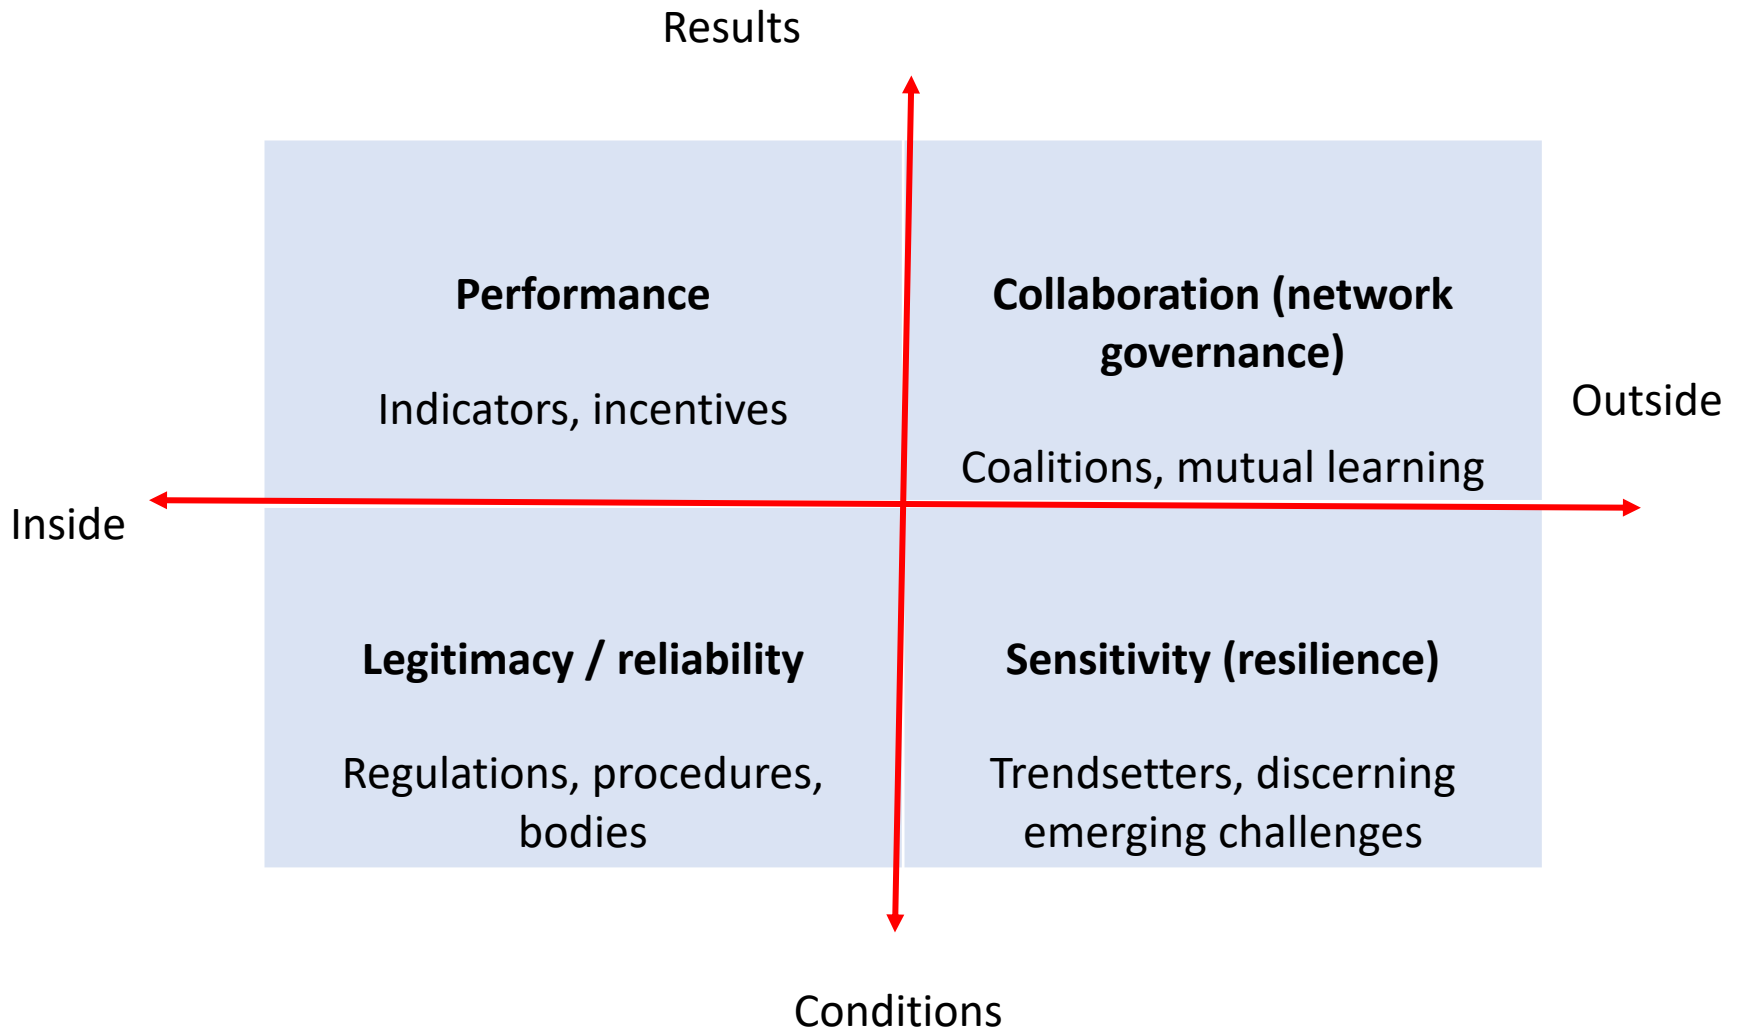 Results
Performance
Indicators, incentives
Collaboration (network
governance)
Coalitions, mutual learning
Outside
Inside
Legitimacy / reliability
Regulations, procedures,
bodies
Sensitivity (resilience)
Trendsetters, discerning
emerging challenges
Conditions